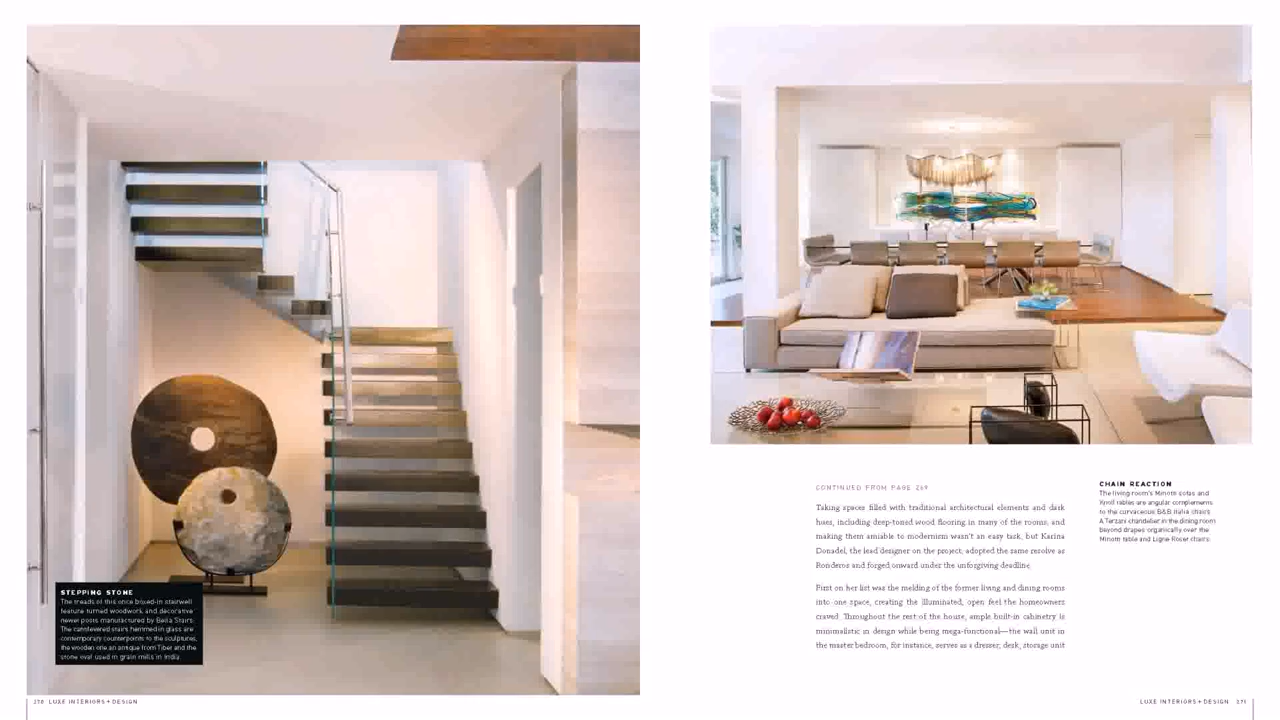 STEPPING STONE
The treads of this once boxed-in stairwell
feature turned woodwork and decorative
newer posts manufactured by Bella Stairs.
The cantilevered stairs hemmed in glass are
contemporary counterpoints to the sculptures,
the wooden one an antique from Tibet and the
stone oval used in grain mills in India.
270 LUXE INTERIORS + DESIGN
CONTINUED FROM PAGE 269
Taking spaces filled with traditional architectural elements and dark
hues, including deep-toned wood flooring in many of the rooms, and
making them amiable to modernism wasn't an easy task, but Karina
Donadel, the lead designer on the project, adopted the same resolve as
Ronderos and forged onward under the unforgiving deadline.
First on her list was the melding of the former living and dining rooms
into one space, creating the illuminated, open feel the homeowners
craved. Throughout the rest of the house, ample built-in cabinetry is
minimalistic in design while being mega-functional—the wall unit in
the master bedroom, for instance, serves as a dresser, desk, storage unit
CHAIN REACTION
The living room's Minotti sofas and
Knoll tables are angular complements
to the curvaceous B&B Italia chairs.
A Terzani chandelier in the dining room
beyond drapes organically over the
Minotti table and Ligne Roset chairs.
LUXE INTERIORS + DESIGN 271